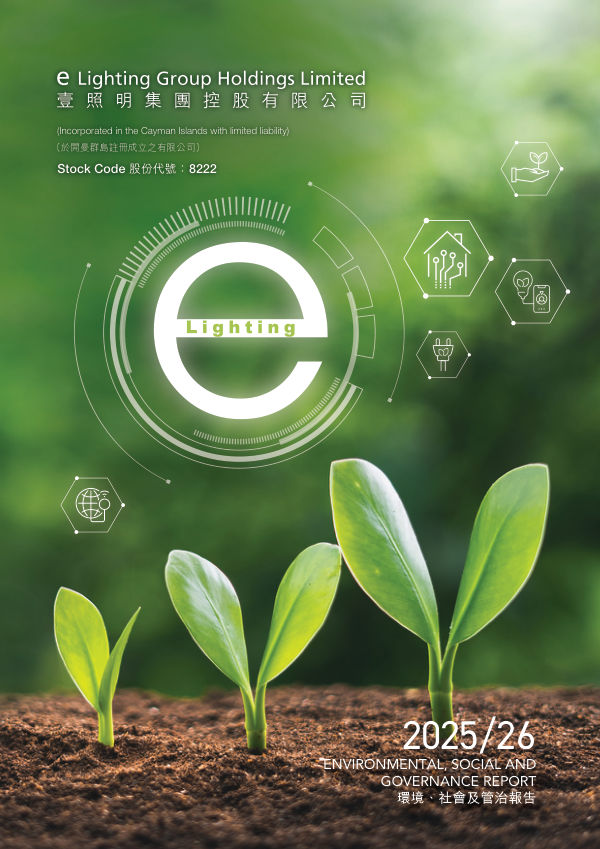 e Lighting Group Holdings Limited
壹照明集團控股有限公司
(Incorporated in the Cayman Islands with limited liability)
(於開曼群島註冊成立之有限公司)
Stock Code 股份代號：8222
e
Lighting
2025/26
ENVIRONMENTAL, SOCIAL AND
GOVERNANCE REPORT
環境、社會及管治報告